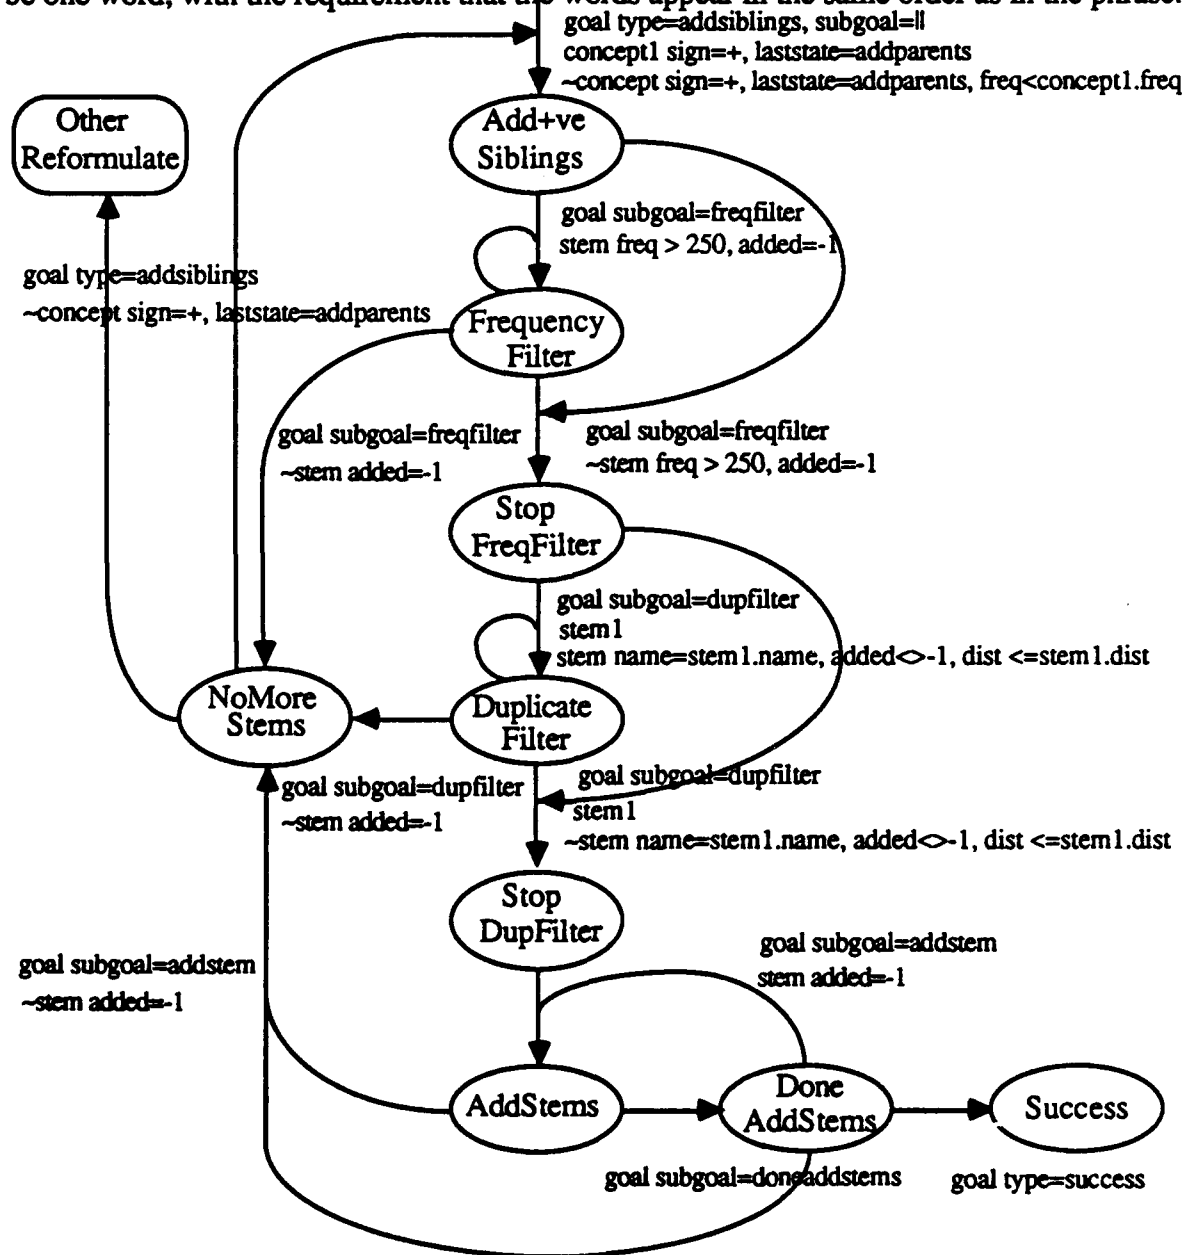 se one word, with the requirement that the words appear in the same order as in the phrase.
goal type=addsiblings, subgoal=||
concept1 sign=+, laststate=addparents
~concept sign=+, laststate=addparents, freq<concept1.freq
Other
Reformulate
Add+ve
Siblings
goal subgoal=freqfilter
stem freq > 250, added=-1
goal type=addsiblings
~concept sign=+, laststate=addparents
Frequency
Filter
goal subgoal=freqfilter
~stem added=-1
goal subgoal=freqfilter
~stem freq > 250, added=-1
Stop
FreqFilter
goal subgoal=dupfilter
stem1
stem name=stem1.name, added<>-1, dist <=stem1.dist
NoMore
Stems
Duplicate
Filter
goal subgoal=dupfilter
~stem added=-1
goal subgoal=dupfilter
stem1
~stem name=stem1.name, added<>-1, dist <=stem1.dist
Stop
DupFilter
goal subgoal=addstem
~stem added=-1
goal subgoal=addstem
stem added=-1
AddStems
Done
AddStems
Success
goal subgoal=doneaddstems
goal type=success